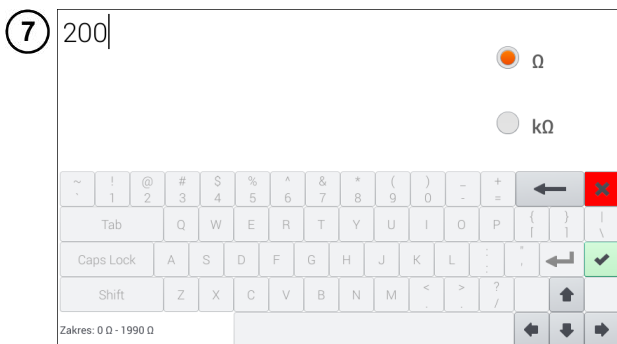 7
200
Ω
kΩ
~ ! @ # $ % ^ & * ( ) _ +
` 1 2 3 4 5 6 7 8 9 0 - =
Tab Q W E R T Y U I O P { } |
[ ] \
Caps Lock A S D F G H J K L : "
; '
Shift Z X C V B N M < > ?
, . /
Zakres: 0 Ω - 1990 Ω